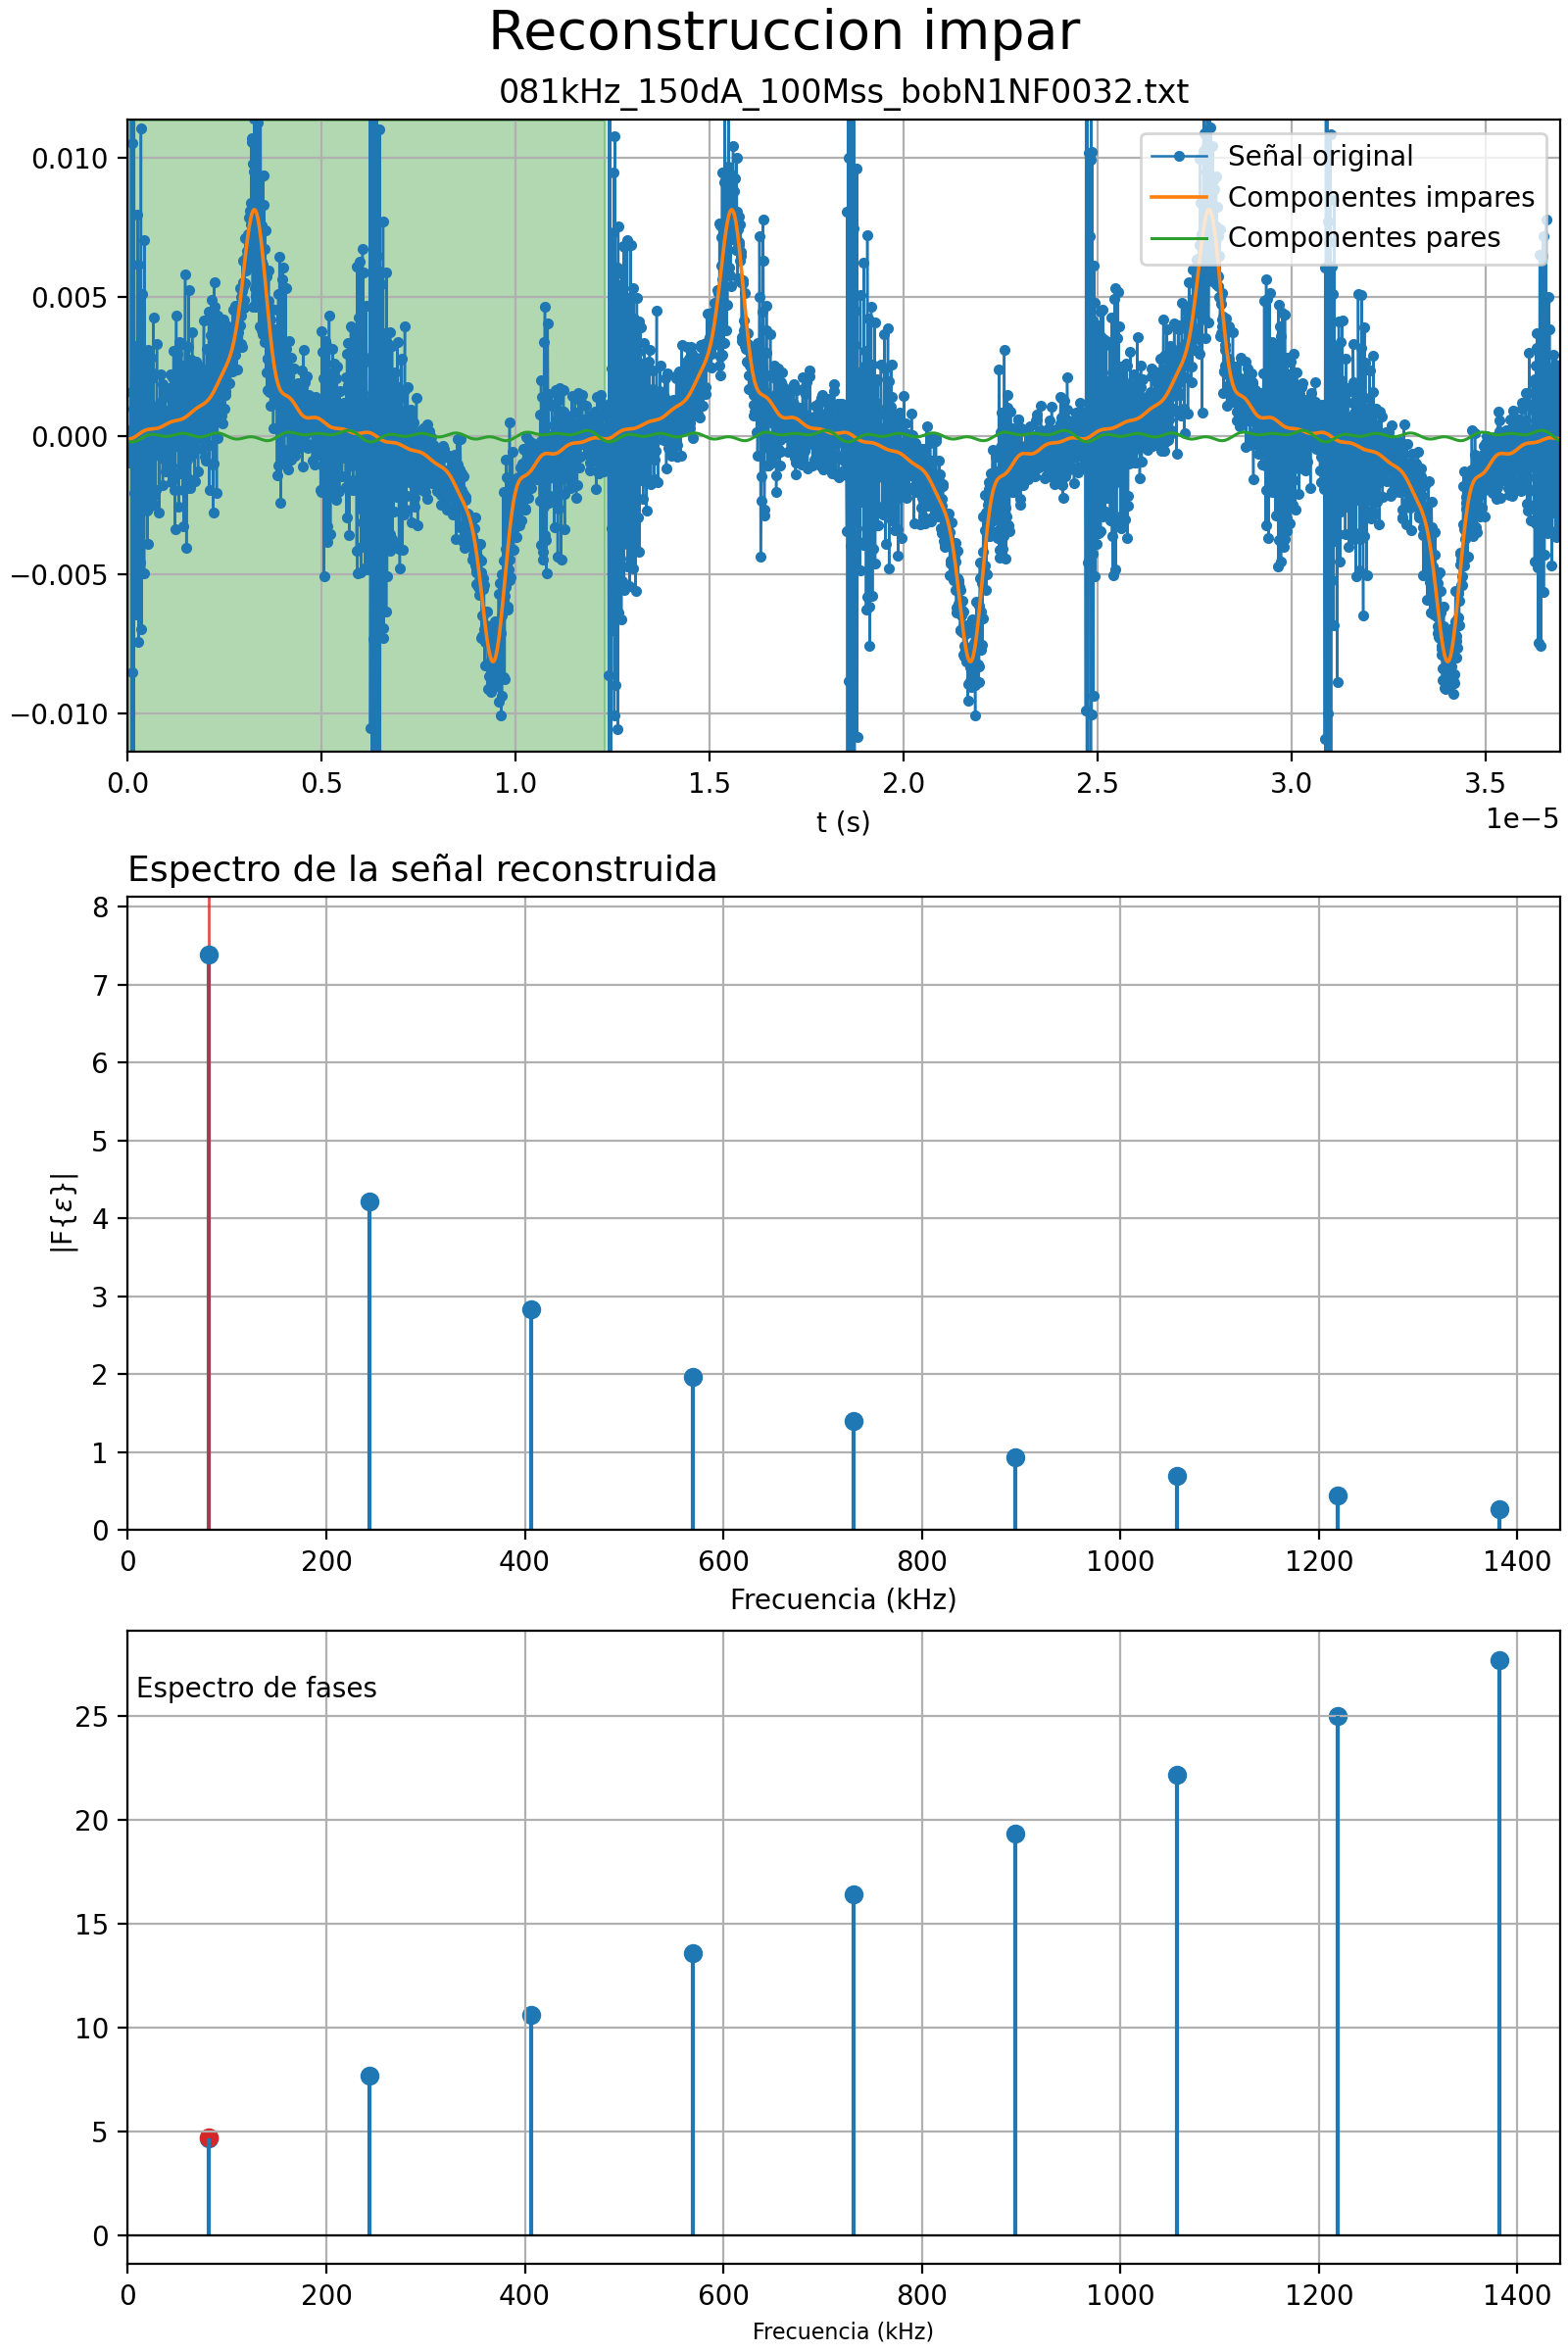 Reconstruccion impar
081kHz_150dA_100Mss_bobN1NF0032.txt
0.010
0.005
0.000
−0.005
−0.010
Señal original
Componentes impares
Componentes pares
0.0 0.5 1.0 1.5 2.0 2.5 3.0 3.5
1e−5
t (s)
Espectro de la señal reconstruida
8
7
6
5
4
3
2
1
0
|F{ε}|
0 200 400 600 800 1000 1200 1400
Frecuencia (kHz)
Espectro de fases
25
20
15
10
5
0
0 200 400 600 800 1000 1200 1400
Frecuencia (kHz)